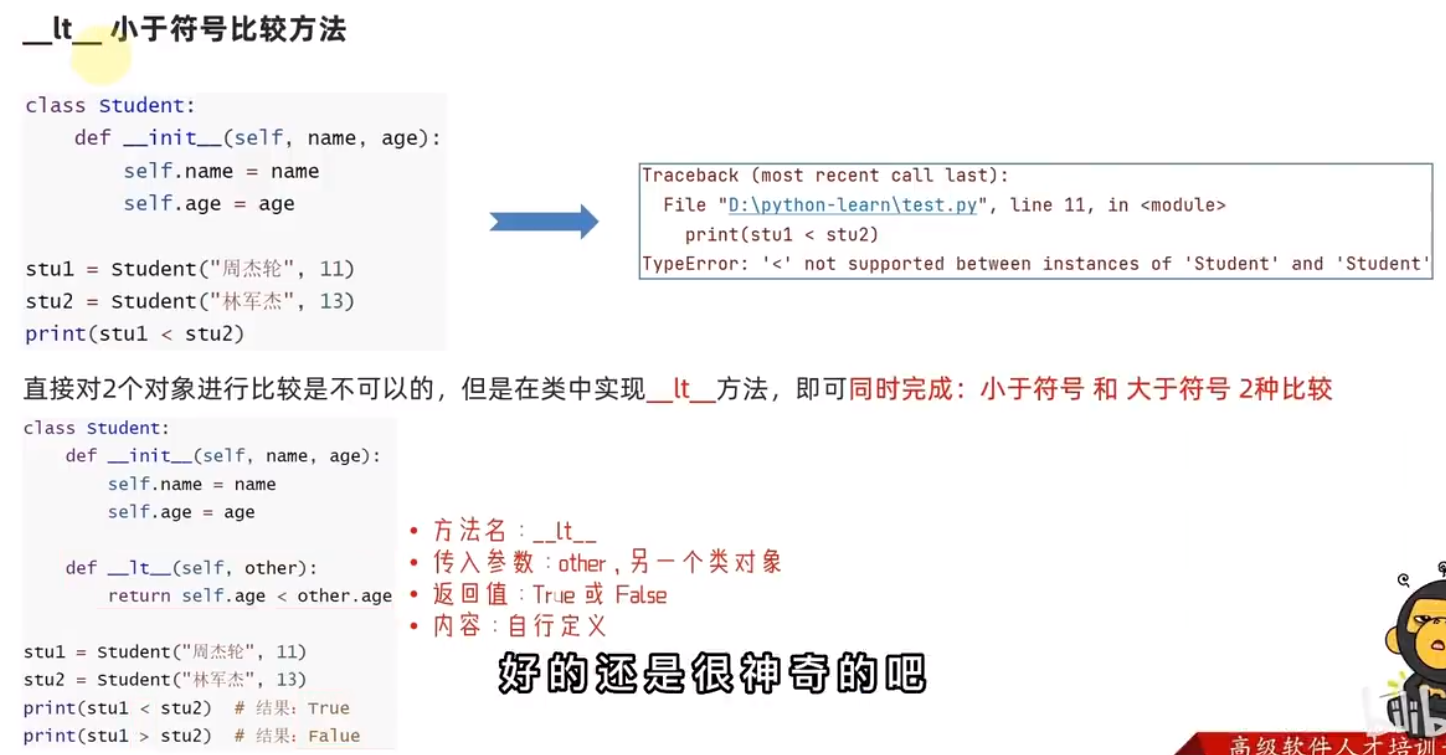 __lt__ 小于符号比较方法
class Student:
    def __init__(self, name, age):
        self.name = name
        self.age = age
stu1 = Student("周杰轮", 11)
stu2 = Student("林军杰", 13)
print(stu1 < stu2)
Traceback (most recent call last):
  File "D:\python-learn\test.py", line 11, in <module>
    print(stu1 < stu2)
TypeError: '<' not supported between instances of 'Student' and 'Student'
直接对2个对象进行比较是不可以的，但是在类中实现__lt__方法，即可同时完成：小于符号 和 大于符号 2种比较
class Student:
    def __init__(self, name, age):
        self.name = name
        self.age = age
    def __lt__(self, other):
        return self.age < other.age
stu1 = Student("周杰轮", 11)
stu2 = Student("林军杰", 13)
print(stu1 < stu2)  # 结果：True
print(stu1 > stu2)  # 结果：Falue
• 方法名：__lt__
• 传入参数：other，另一个类对象
• 返回值：True 或 False
• 内容：自行定义
好的还是很神奇的吧
高级软件人才培训